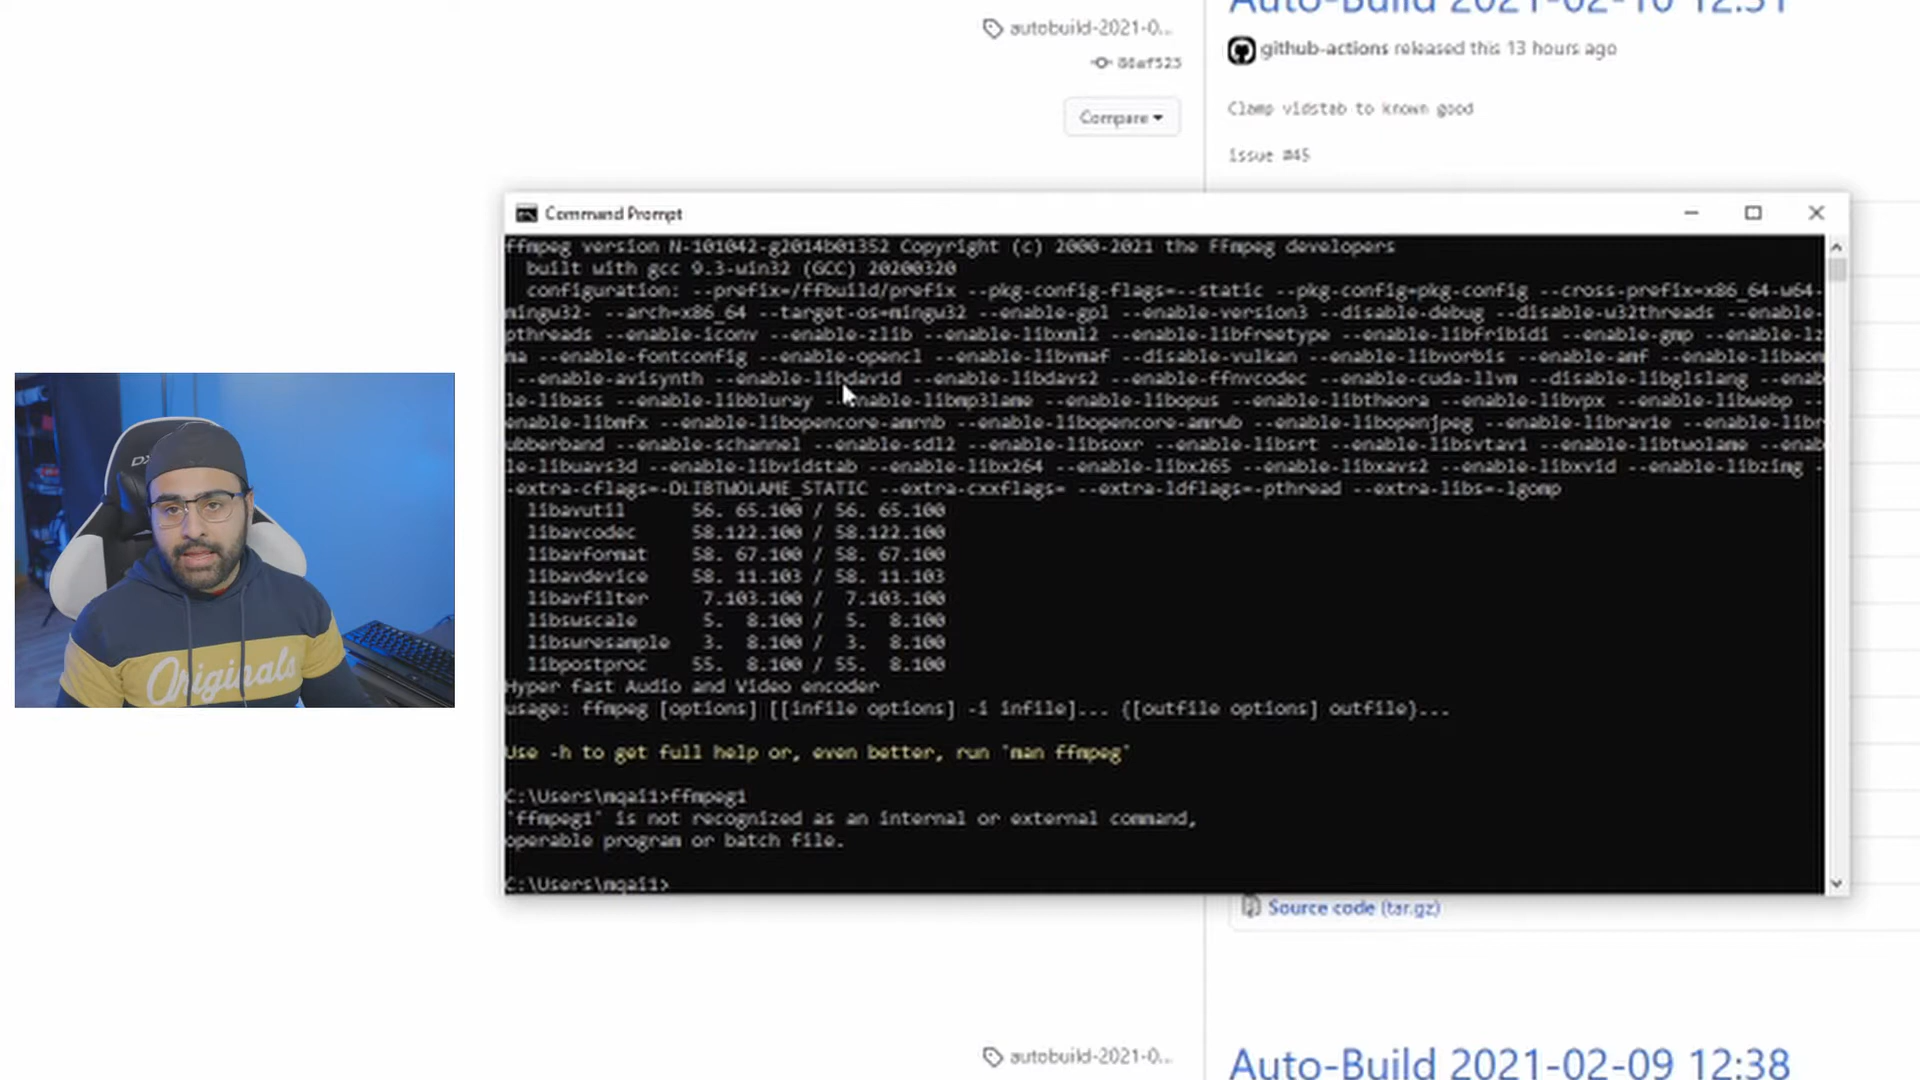 Auto-Build 2021-02-10 12:31
autobuild-2021-0...
github-actions released this 13 hours ago
86af525
Clamp vidstab to known good
Compare
issue #45
Command Prompt
ffmpeg version N-101042-g2014b01352 Copyright (c) 2000-2021 the FFmpeg developers
built with gcc 9.3-win32 (GCC) 20200320
configuration: --prefix=/ffbuild/prefix --pkg-config-flags=--static --pkg-config=pkg-config --cross-prefix=x86_64-w64-
mingw32- --arch=x86_64 --target-os=mingw32 --enable-gpl --enable-version3 --disable-debug --disable-w32threads --enable-
pthreads --enable-iconv --enable-zlib --enable-libxml2 --enable-libfreetype --enable-libfribidi --enable-gmp --enable-lz
ma --enable-fontconfig --enable-opencl --enable-libvmaf --disable-vulkan --enable-libvorbis --enable-amf --enable-libaom
--enable-avisynth --enable-libdav1d --enable-libdavs2 --enable-ffnvcodec --enable-cuda-llvm --disable-libglslang --enab
le-libass --enable-libbluray --enable-libmp3lame --enable-libopus --enable-libtheora --enable-libvpx --enable-libwebp --
enable-libmfx --enable-libopencore-amrnb --enable-libopencore-amrwb --enable-libopenjpeg --enable-librav1e --enable-libr
ubberband --enable-schannel --enable-sdl2 --enable-libsoxr --enable-libsrt --enable-libsvtav1 --enable-libtwolame --enab
le-libuavs3d --enable-libvidstab --enable-libx264 --enable-libx265 --enable-libxavs2 --enable-libxvid --enable-libzimg -
-extra-cflags=-DLIBTWOLAME_STATIC --extra-cxxflags= --extra-ldflags=-pthread --extra-libs=-lgomp
libavutil 56. 65.100 / 56. 65.100
libavcodec 58.122.100 / 58.122.100
libavformat 58. 67.100 / 58. 67.100
libavdevice 58. 11.103 / 58. 11.103
libavfilter 7.103.100 / 7.103.100
libswscale 5. 8.100 / 5. 8.100
libswresample 3. 8.100 / 3. 8.100
libpostproc 55. 8.100 / 55. 8.100
Hyper fast Audio and Video encoder
usage: ffmpeg [options] [[infile options] -i infile]... {[outfile options] outfile}...
Use -h to get full help or, even better, run 'man ffmpeg'
C:\Users\mqai1>ffmpeg1
'ffmpeg1' is not recognized as an internal or external command,
operable program or batch file.
C:\Users\mqai1>
Source code (tar.gz)
DX
Originals
autobuild-2021-0...
Auto-Build 2021-02-09 12:38